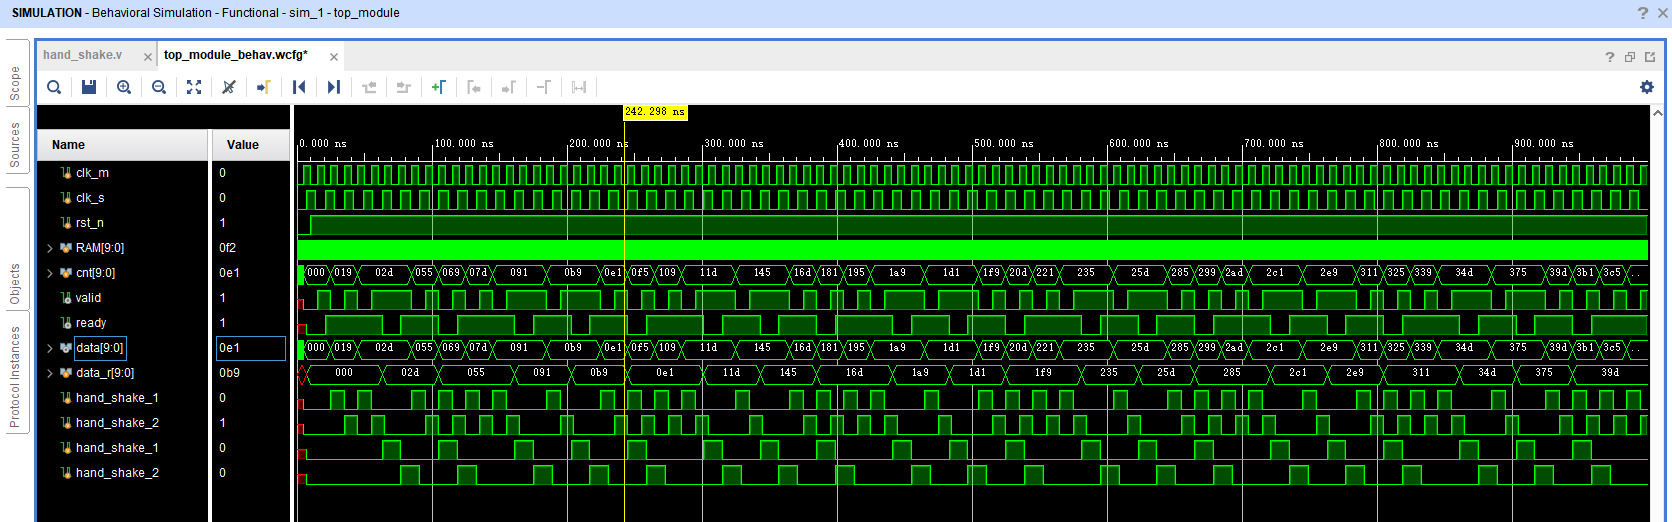 SIMULATION - Behavioral Simulation - Functional - sim_1 - top_module
Scope
Sources
Objects
Protocol Instances
hand_shake.v
top_module_behav.wcfg*
242.298 ns
Name Value
0.000 ns 100.000 ns 200.000 ns 300.000 ns 400.000 ns 500.000 ns 600.000 ns 700.000 ns 800.000 ns 900.000 ns
clk_m 0
clk_s 0
rst_n 1
RAM[9:0] 0f2
cnt[9:0] 0e1 000 019 02d 055 069 07d 091 0b9 0e1 0f5 109 11d 145 16d 181 195 1a9 1d1 1f9 20d 221 235 25d 285 299 2ad 2c1 2e9 311 325 339 34d 375 39d 3b1 3c5 ..
valid 1
ready 1
data[9:0] 0e1 000 019 02d 055 069 07d 091 0b9 0e1 0f5 109 11d 145 16d 181 195 1a9 1d1 1f9 20d 221 235 25d 285 299 2ad 2c1 2e9 311 325 339 34d 375 39d 3b1 3c5 ..
data_r[9:0] 0b9 000 02d 055 091 0b9 0e1 11d 145 16d 1a9 1d1 1f9 235 25d 285 2c1 2e9 311 34d 375 39d
hand_shake_1 0
hand_shake_2 1
hand_shake_1 0
hand_shake_2 0